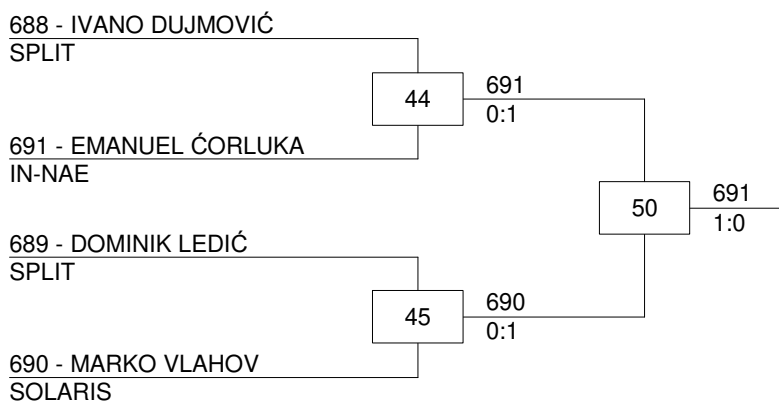 688 - IVANO DUJMOVIĆ
SPLIT
44
691
0:1
691 - EMANUEL ĆORLUKA
IN-NAE
50
691
1:0
689 - DOMINIK LEDIĆ
SPLIT
45
690
0:1
690 - MARKO VLAHOV
SOLARIS